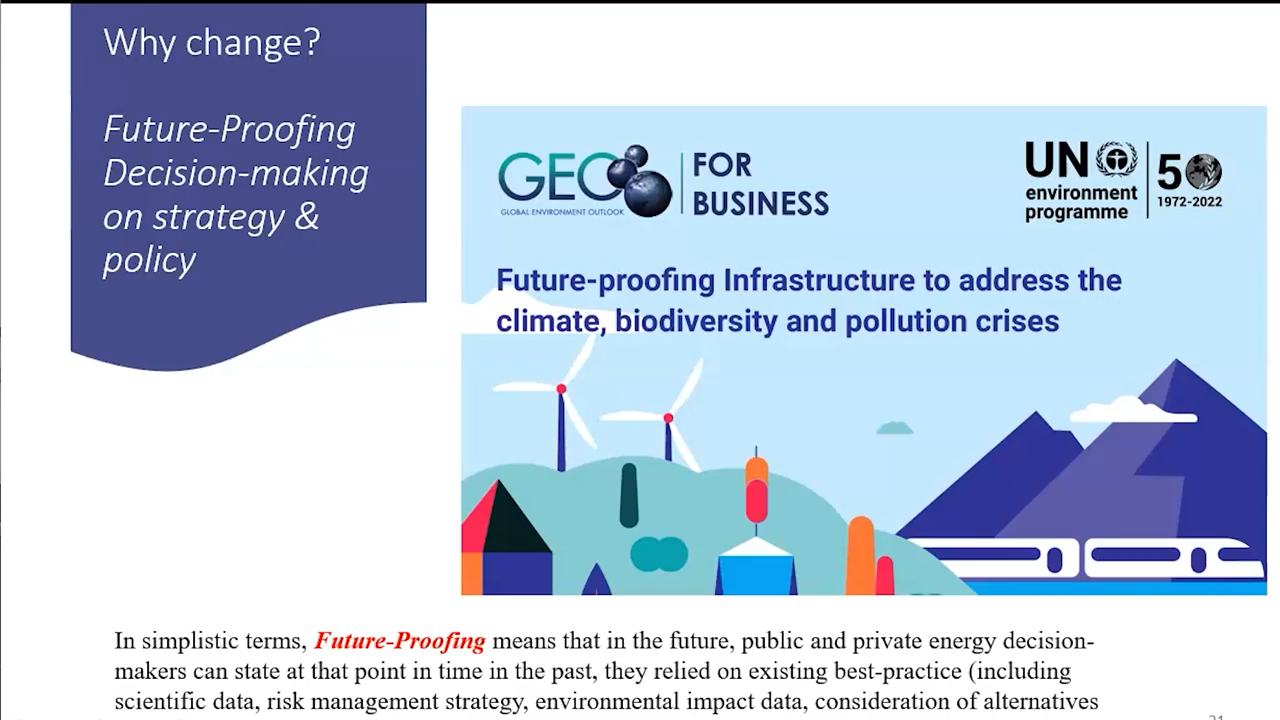 Why change?
Future-Proofing
Decision-making
on strategy &
policy
GEO
GLOBAL ENVIRONMENT OUTLOOK
FOR
BUSINESS
UN
environment
programme
50
1972-2022
Future-proofing Infrastructure to address the
climate, biodiversity and pollution crises
In simplistic terms, Future-Proofing means that in the future, public and private energy decision-
makers can state at that point in time in the past, they relied on existing best-practice (including
scientific data, risk management strategy, environmental impact data, consideration of alternatives